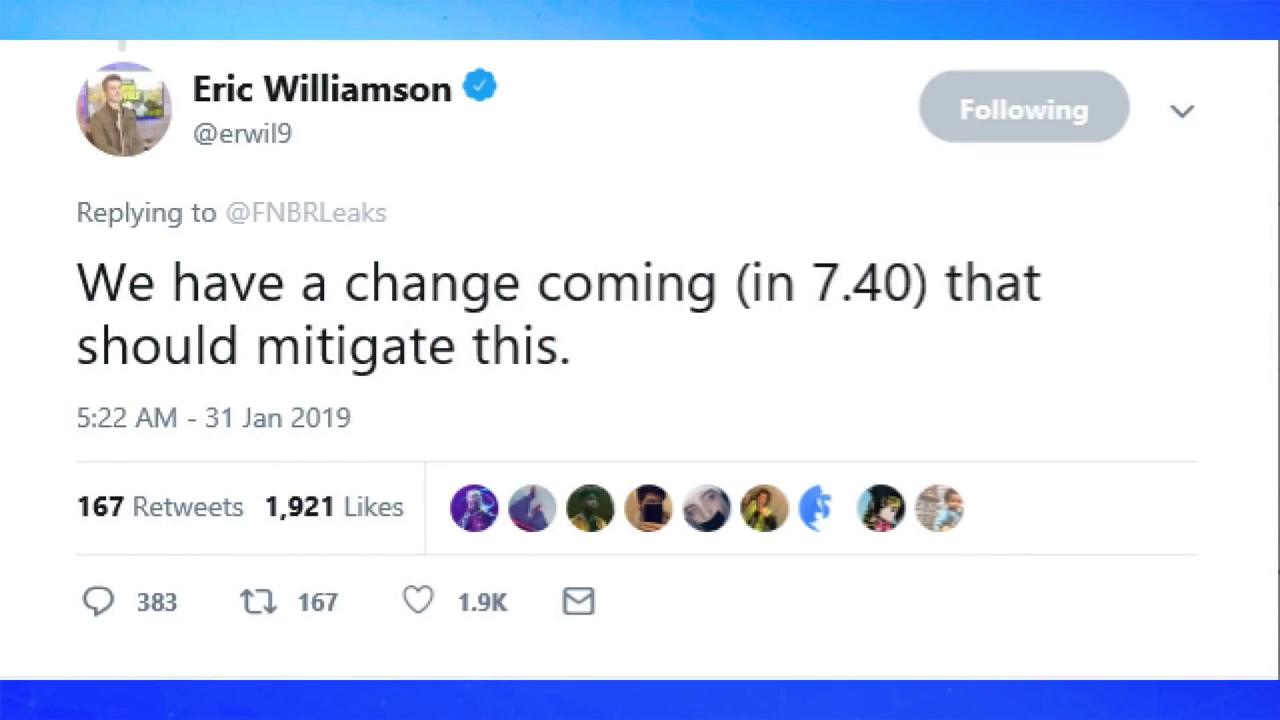 Eric Williamson
Following
@erwil9
Replying to @FNBRLeaks
We have a change coming (in 7.40) that
should mitigate this.
5:22 AM - 31 Jan 2019
167 Retweets 1,921 Likes
383 167 1.9K